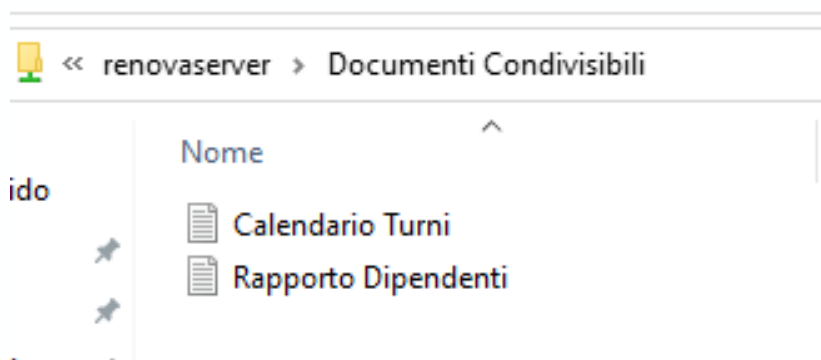 « renovaserver > Documenti Condivisibili
Nome
ido
Calendario Turni
Rapporto Dipendenti